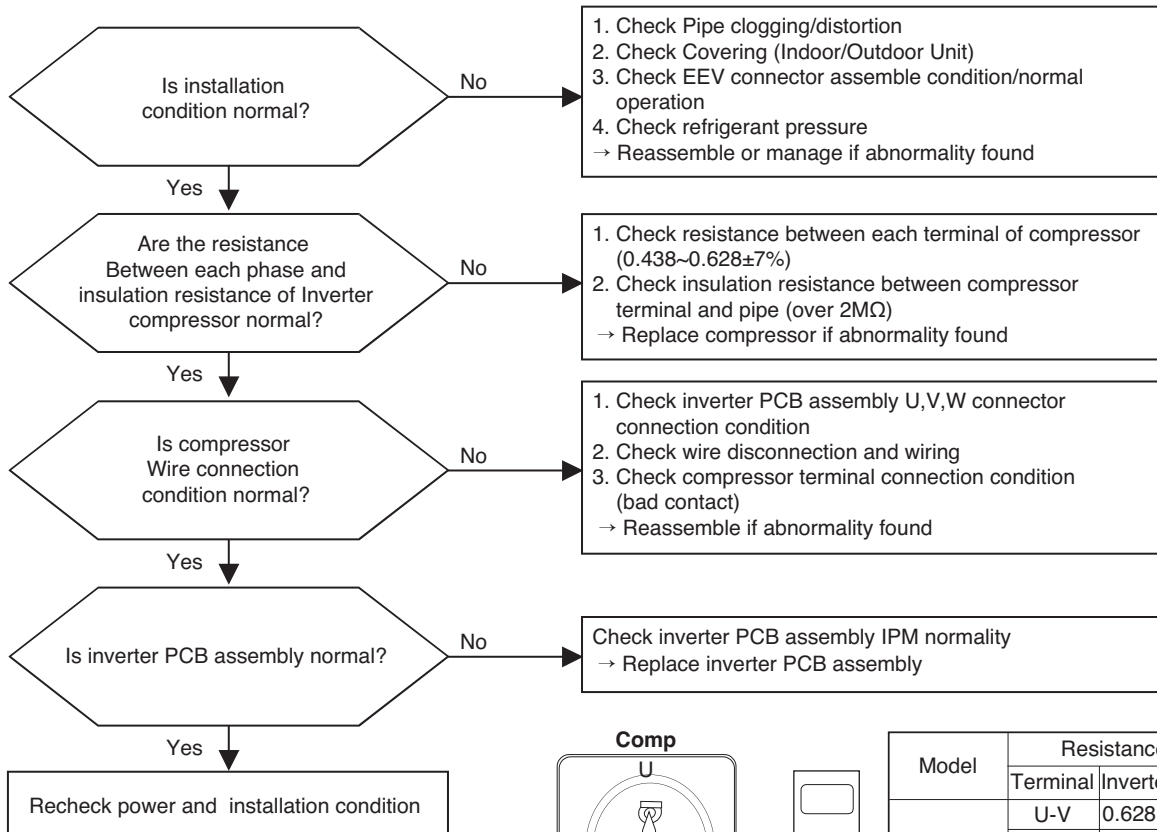 Is installation
condition normal?
No
1. Check Pipe clogging/distortion
2. Check Covering (Indoor/Outdoor Unit)
3. Check EEV connector assemble condition/normal
operation
4. Check refrigerant pressure
→ Reassemble or manage if abnormality found
Yes
Are the resistance
Between each phase and
insulation resistance of Inverter
compressor normal?
No
1. Check resistance between each terminal of compressor
(0.438~0.628±7%)
2. Check insulation resistance between compressor
terminal and pipe (over 2MΩ)
→ Replace compressor if abnormality found
Yes
Is compressor
Wire connection
condition normal?
No
1. Check inverter PCB assembly U,V,W connector
connection condition
2. Check wire disconnection and wiring
3. Check compressor terminal connection condition
(bad contact)
→ Reassemble if abnormality found
Yes
Is inverter PCB assembly normal?
No
Check inverter PCB assembly IPM normality
→ Replace inverter PCB assembly
Yes
Recheck power and installation condition
Comp
U
Model
Terminal
U-V 0.628